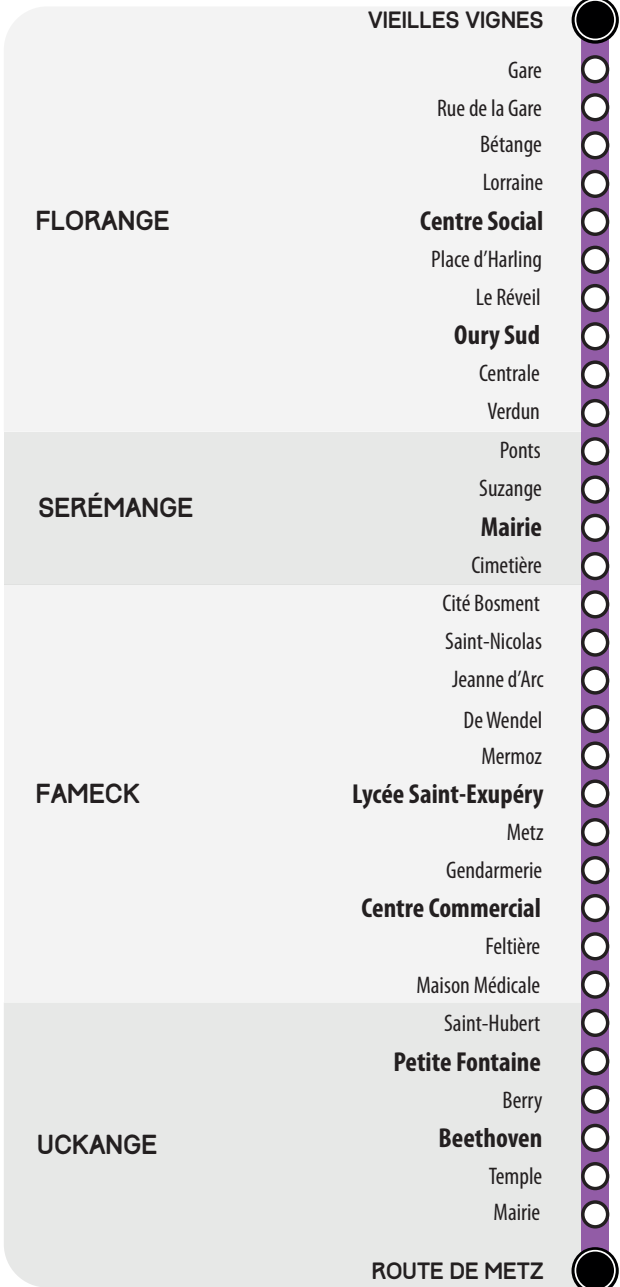 VIEILLES VIGNES
Gare
Rue de la Gare
Bétange
Lorraine
FLORANGE Centre Social
Place d’Harling
Le Réveil
Oury Sud
Centrale
Verdun
Ponts
Suzange
SERÉMANGE
Mairie
Cimetière
Cité Bosment
Saint-Nicolas
Jeanne d’Arc
De Wendel
Mermoz
FAMECK Lycée Saint-Exupéry
Metz
Gendarmerie
Centre Commercial
Feltière
Maison Médicale
Saint-Hubert
Petite Fontaine
Berry
UCKANGE Beethoven
Temple
Mairie
ROUTE DE METZ